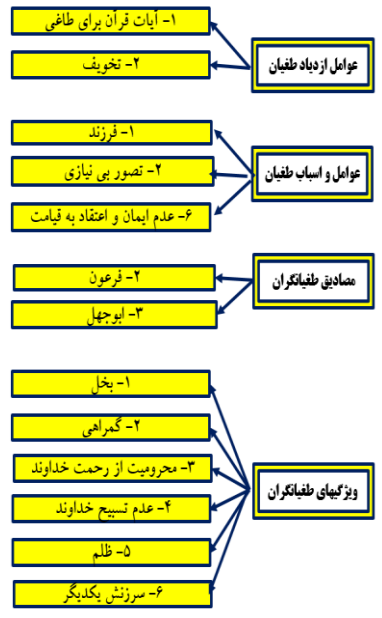 عوامل ازدیاد طغیان
۱- آیات قرآن برای طاغی
۲- تخویف
عوامل و اسباب طغیان
۱- فرزند
۲- تصور بی نیازی
۶- عدم ایمان و اعتقاد به قیامت
مصادیق طغیانگران
۲- فرعون
۳- ابوجهل
ویژگیهای طغیانگران
۱- بخل
۲- گمراهی
۳- محرومیت از رحمت خداوند
۴- عدم تسبیح خداوند
۵- ظلم
۶- سرزنش یکدیگر